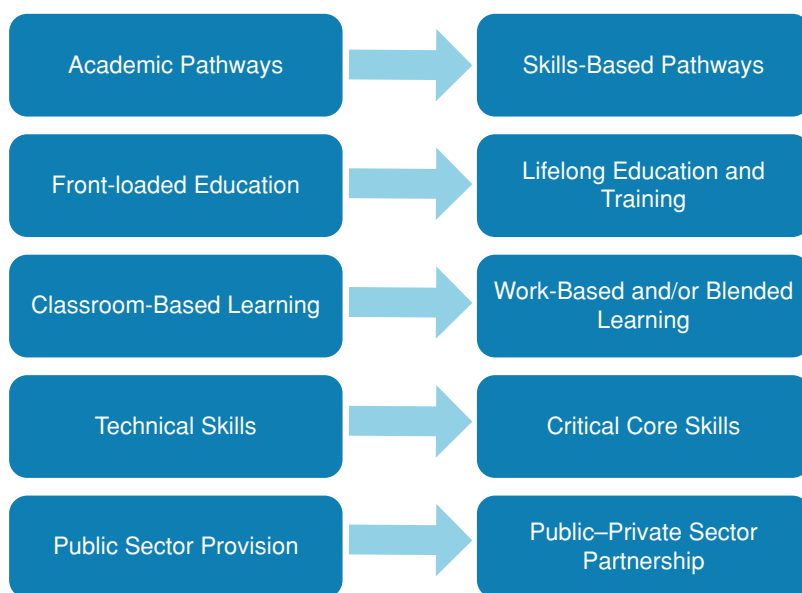 Academic Pathways
Skills-Based Pathways
Front-loaded Education
Lifelong Education and
Training
Classroom-Based Learning
Work-Based and/or Blended
Learning
Technical Skills
Critical Core Skills
Public Sector Provision
Public–Private Sector
Partnership